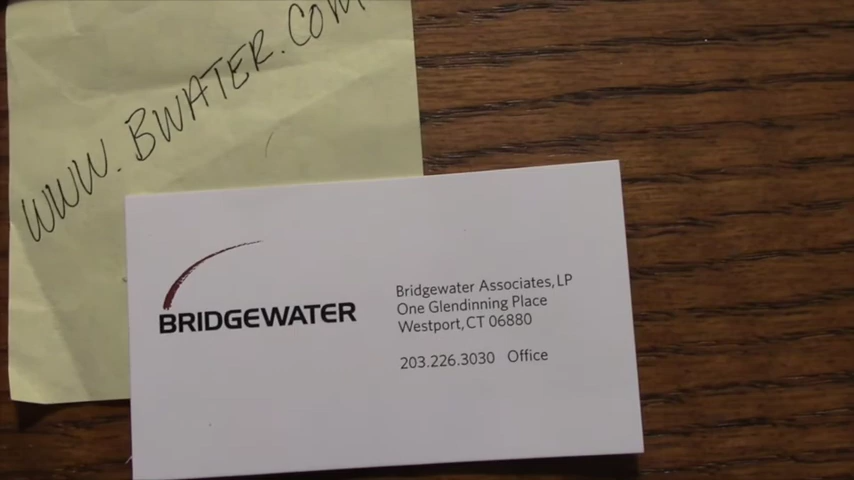 WWW.BWATER.COM
BRIDGEWATER
Bridgewater Associates, LP
One Glendinning Place
Westport, CT 06880
203.226.3030 Office